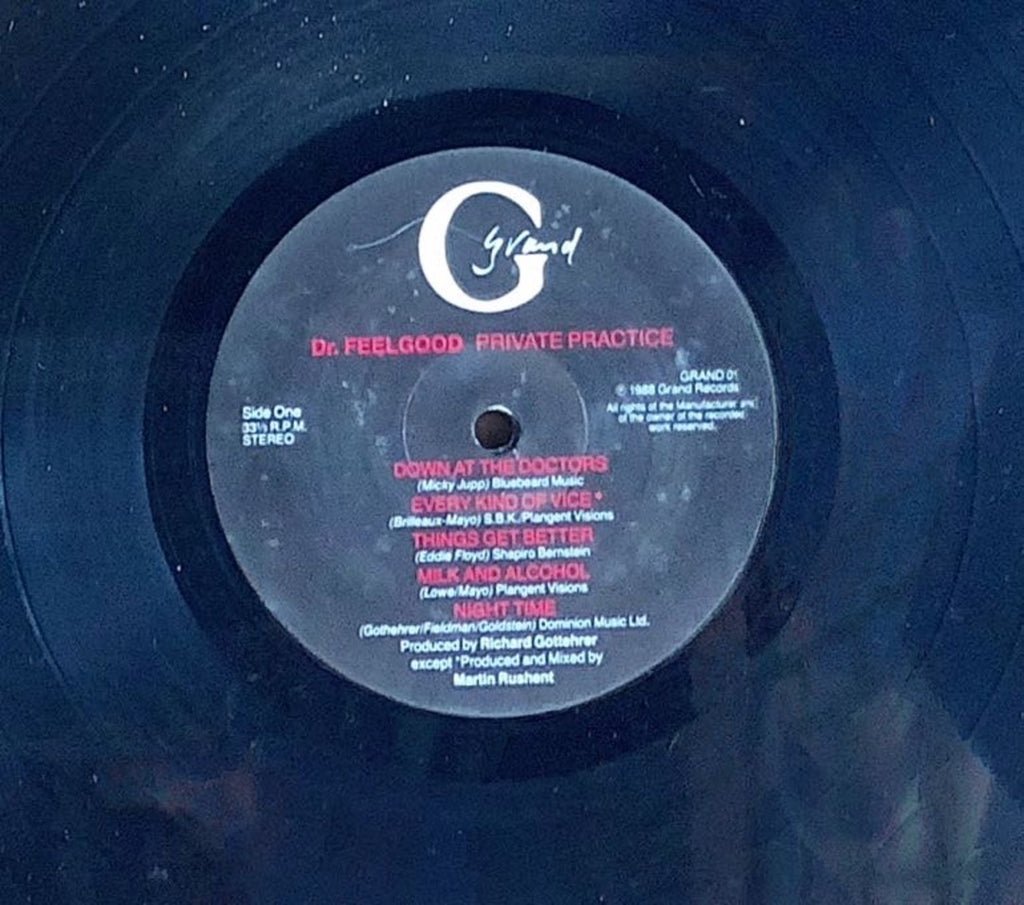 G
grand
Dr. FEELGOOD PRIVATE PRACTICE
GRAND 01
℗ 1988 Grand Records
All rights of the Manufacturer and
of the owner of the recorded
work reserved.
Side One
33⅓ R.P.M.
STEREO
DOWN AT THE DOCTORS
(Micky Jupp) Bluebeard Music
EVERY KIND OF VICE *
(Brilleaux-Mayo) S.B.K./Plangent Visions
THINGS GET BETTER
(Eddie Floyd) Shapiro Bernstein
MILK AND ALCOHOL
(Lowe/Mayo) Plangent Visions
NIGHT TIME
(Gothehrer/Fieldman/Goldstein) Dominion Music Ltd.
Produced by Richard Gottehrer
except *Produced and Mixed by
Martin Rushent